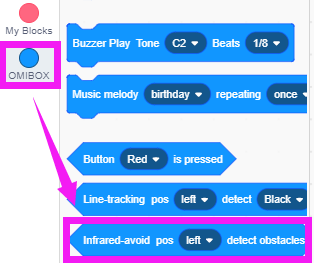 My Blocks
OMIBOX
Buzzer Play Tone C2 Beats 1/8
Music melody birthday repeating once
Button Red is pressed
Line-tracking pos left detect Black
Infrared-avoid pos left detect obstacles